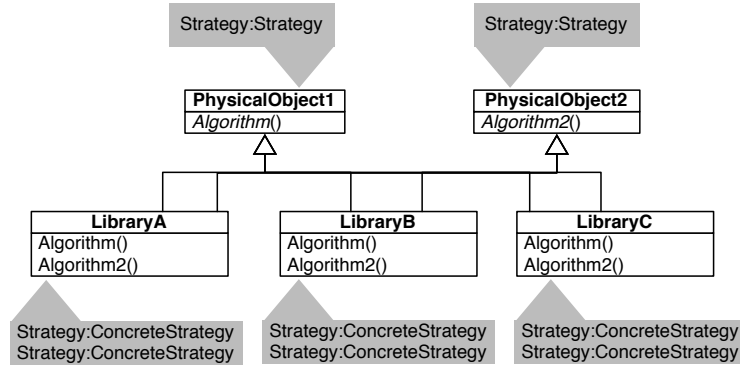 Strategy:Strategy
Strategy:Strategy
PhysicalObject1
Algorithm()
PhysicalObject2
Algorithm2()
LibraryA
Algorithm()
Algorithm2()
LibraryB
Algorithm()
Algorithm2()
LibraryC
Algorithm()
Algorithm2()
Strategy:ConcreteStrategy
Strategy:ConcreteStrategy
Strategy:ConcreteStrategy
Strategy:ConcreteStrategy
Strategy:ConcreteStrategy
Strategy:ConcreteStrategy